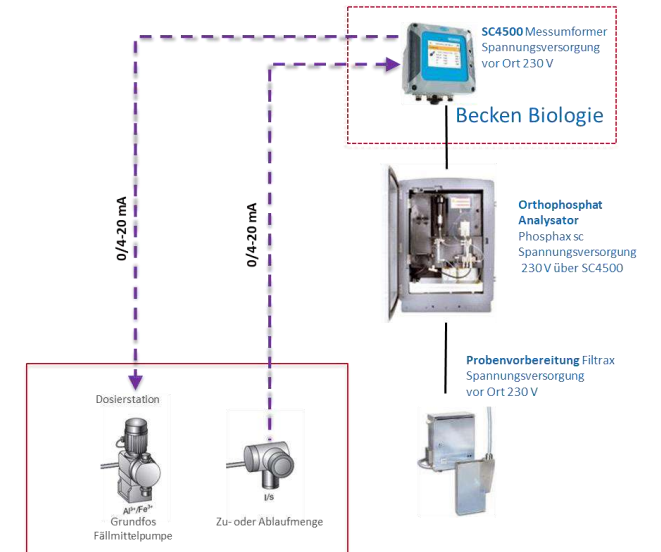 SC4500 Messumformer
Spannungsversorgung
vor Ort 230 V
Becken Biologie
0/4-20 mA
0/4-20 mA
Orthophosphat
Analysator
Phosphax sc
Spannungsversorgung
230 V über SC4500
Probenvorbereitung Filtrax
Spannungsversorgung
vor Ort 230 V
Dosierstation
Al³⁺/Fe³⁺
Grundfos
Fällmittelpumpe
l/s
Zu- oder Ablaufmenge